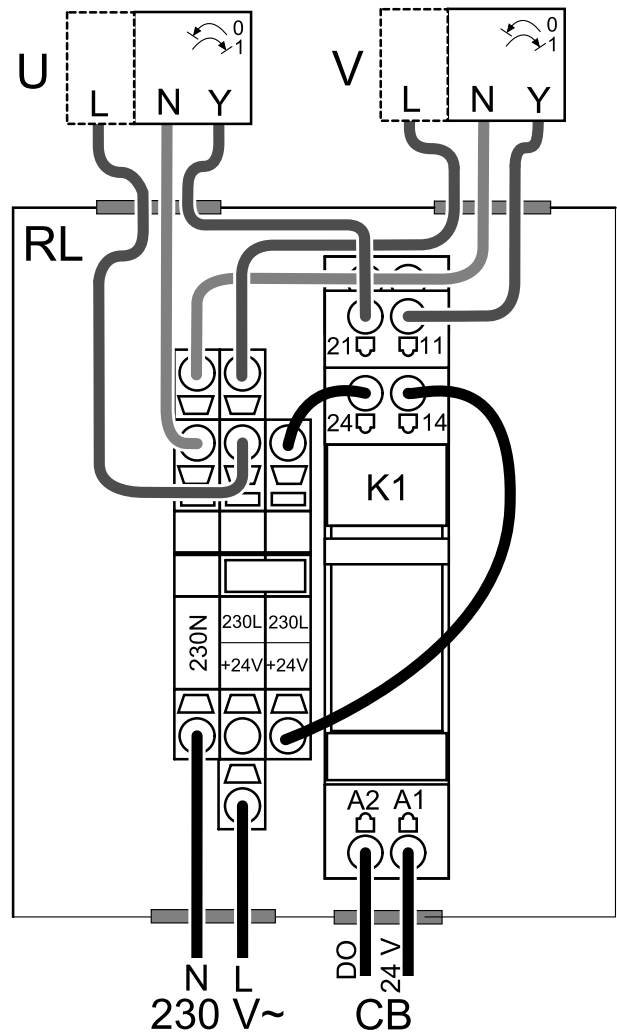 0
1
U
L N Y
0
1
V
L N Y
RL
21 11
24 14
K1
230N
230L 230L
+24V +24V
A2 A1
DO
24 V
N L
230 V~
CB